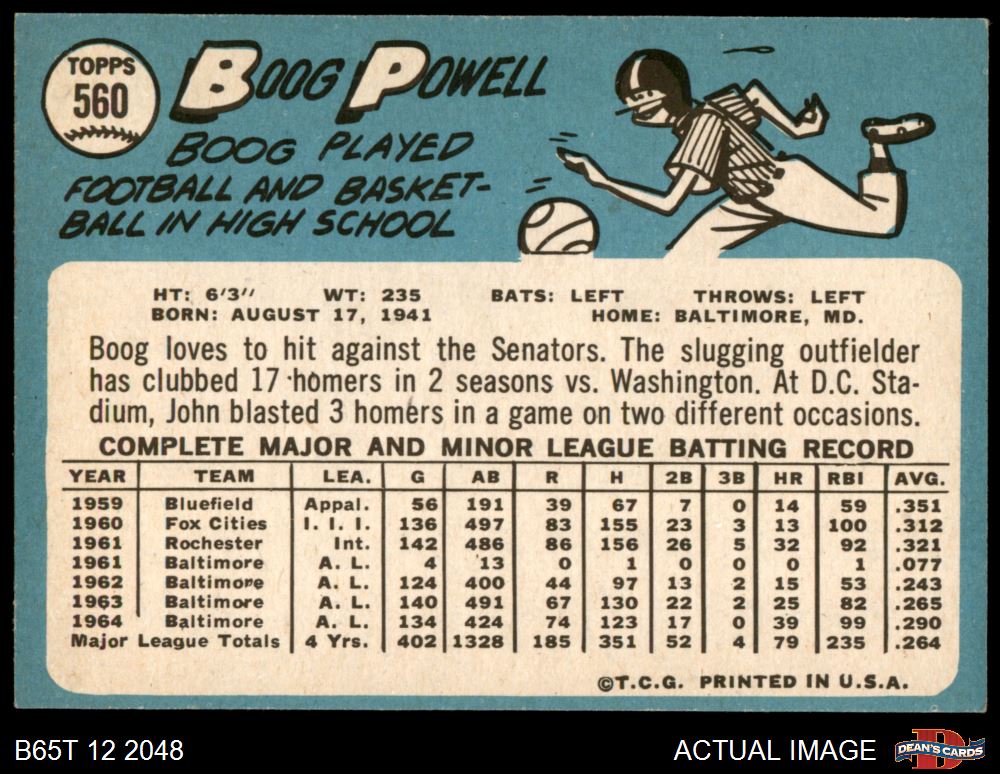 TOPPS
560
BOOG POWELL
BOOG PLAYED
FOOTBALL AND BASKET-
BALL IN HIGH SCHOOL
HT: 6'3" WT: 235 BATS: LEFT THROWS: LEFT
BORN: AUGUST 17, 1941 HOME: BALTIMORE, MD.
Boog loves to hit against the Senators. The slugging outfielder
has clubbed 17 homers in 2 seasons vs. Washington. At D.C. Sta-
dium, John blasted 3 homers in a game on two different occasions.
COMPLETE MAJOR AND MINOR LEAGUE BATTING RECORD
YEAR TEAM LEA. G AB R H 2B 3B HR RBI AVG.
1959 Bluefield Appal. 56 191 39 67 7 0 14 59 .351
1960 Fox Cities I. I. I. 136 497 83 155 23 3 13 100 .312
1961 Rochester Int. 142 486 86 156 26 5 32 92 .321
1961 Baltimore A. L. 4 13 0 1 0 0 0 1 .077
1962 Baltimore A. L. 124 400 44 97 13 2 15 53 .243
1963 Baltimore A. L. 140 491 67 130 22 2 25 82 .265
1964 Baltimore A. L. 134 424 74 123 17 0 39 99 .290
Major League Totals 4 Yrs. 402 1328 185 351 52 4 79 235 .264
©T.C.G. PRINTED IN U.S.A.
B65T 12 2048 ACTUAL IMAGE DEAN'S CARDS